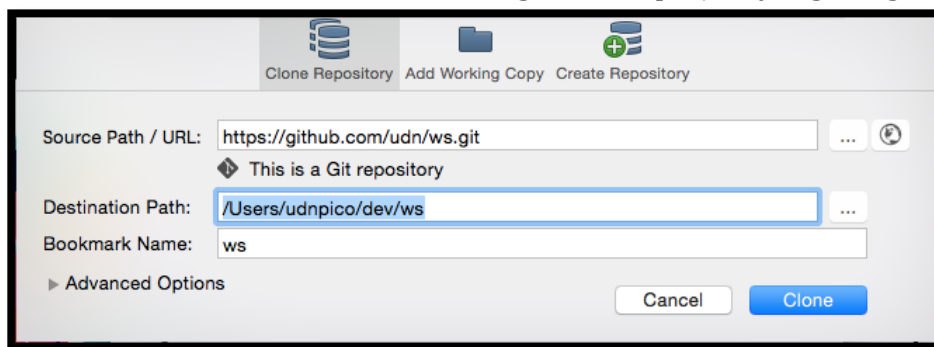 Clone Repository Add Working Copy Create Repository
Source Path / URL: https://github.com/udn/ws.git ...
This is a Git repository
Destination Path: /Users/udnpico/dev/ws ...
Bookmark Name: ws
Advanced Options
Cancel Clone